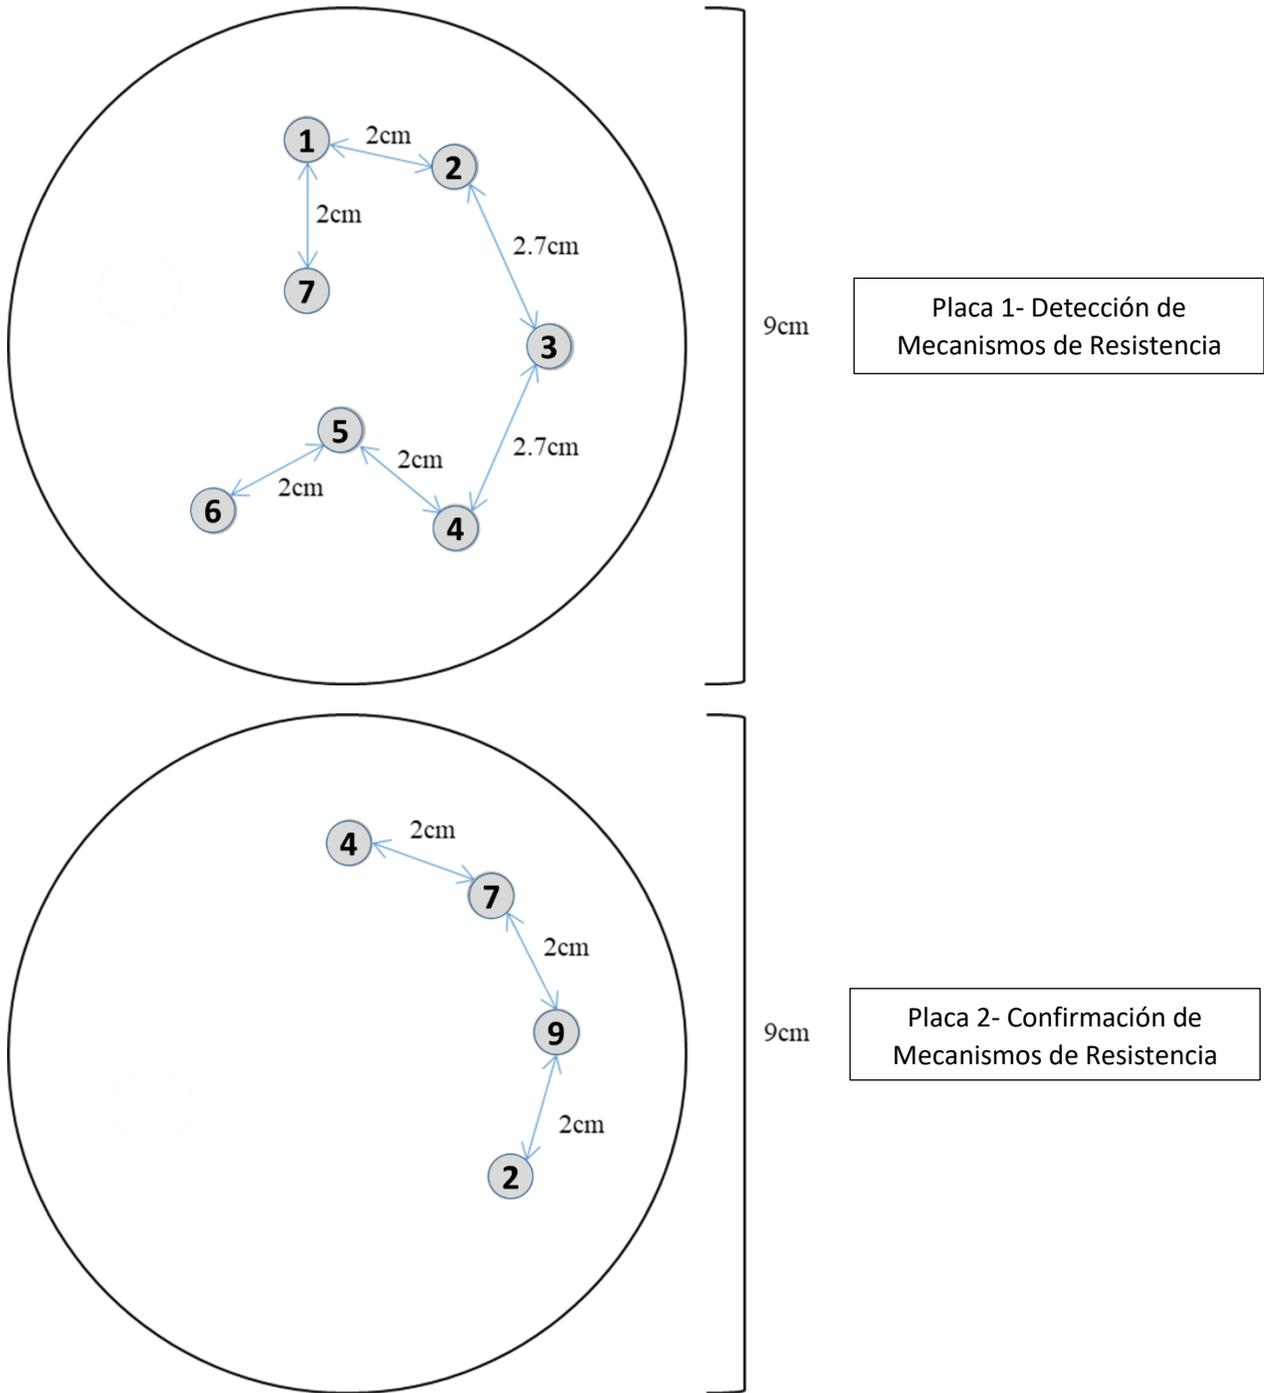 1
2cm
2
2cm
2.7cm
7
3
9cm
Placa 1- Detección de
Mecanismos de Resistencia
5
2cm
2.7cm
2cm
6
4
4
2cm
7
2cm
9
9cm
Placa 2- Confirmación de
Mecanismos de Resistencia
2cm
2